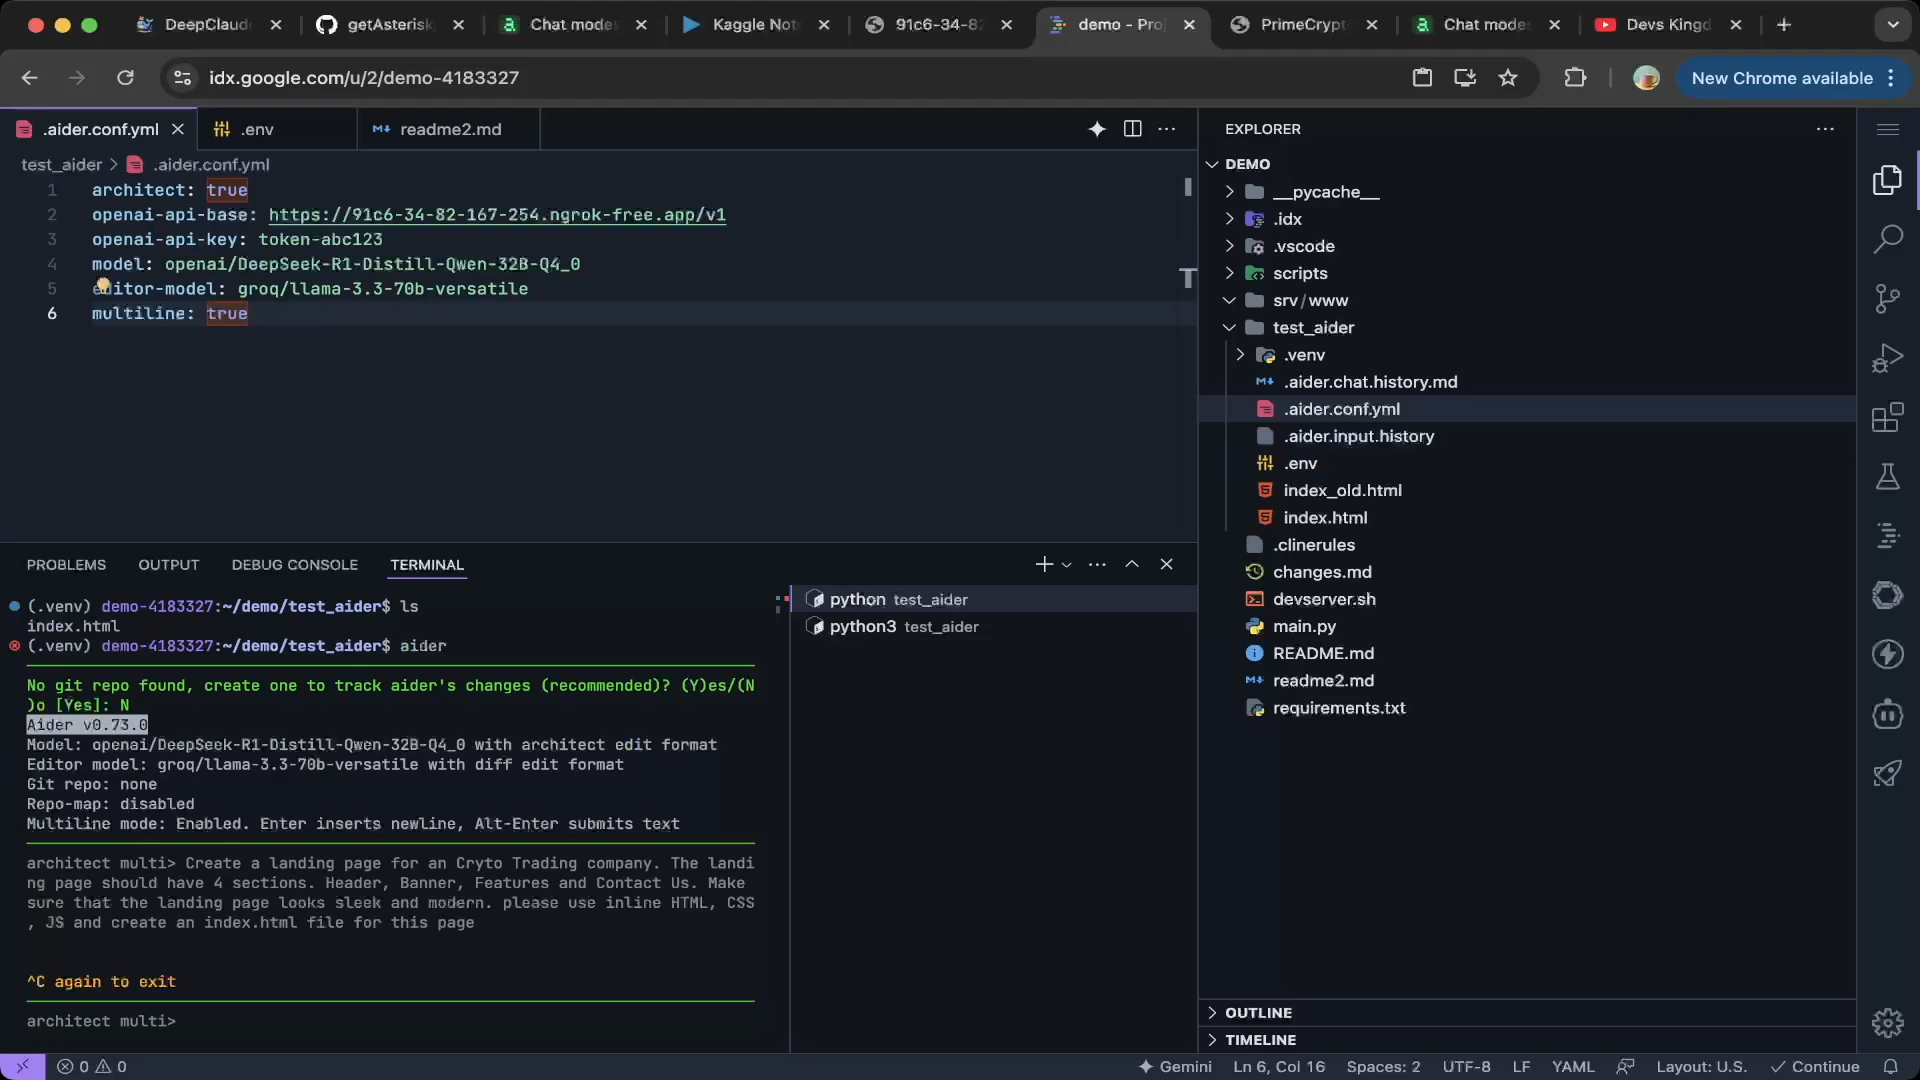 DeepClaud
getAsterisk
Chat mode
Kaggle Not
91c6-34-82
demo - Proj
PrimeCrypt
Chat mode
Devs Kingd
idx.google.com/u/2/demo-4183327
New Chrome available
.aider.conf.yml
.env
readme2.md
test_aider > .aider.conf.yml
1 architect: true
2 openai-api-base: https://91c6-34-82-167-254.ngrok-free.app/v1
3 openai-api-key: token-abc123
4 model: openai/DeepSeek-R1-Distill-Qwen-32B-Q4_0
5 editor-model: groq/llama-3.3-70b-versatile
6 multiline: true
PROBLEMS
OUTPUT
DEBUG CONSOLE
TERMINAL
(.venv) demo-4183327:~/demo/test_aider$ ls
index.html
(.venv) demo-4183327:~/demo/test_aider$ aider
No git repo found, create one to track aider's changes (recommended)? (Y)es/(N
)o [Yes]: N
Aider v0.73.0
Model: openai/DeepSeek-R1-Distill-Qwen-32B-Q4_0 with architect edit format
Editor model: groq/llama-3.3-70b-versatile with diff edit format
Git repo: none
Repo-map: disabled
Multiline mode: Enabled. Enter inserts newline, Alt-Enter submits text
architect multi> Create a landing page for an Cryto Trading company. The landi
ng page should have 4 sections. Header, Banner, Features and Contact Us. Make
sure that the landing page looks sleek and modern. please use inline HTML, CSS
, JS and create an index.html file for this page
^C again to exit
architect multi>
python test_aider
python3 test_aider
EXPLORER
DEMO
__pycache__
.idx
.vscode
scripts
srv/www
test_aider
.venv
.aider.chat.history.md
.aider.conf.yml
.aider.input.history
.env
index_old.html
index.html
.clinerules
changes.md
devserver.sh
main.py
README.md
readme2.md
requirements.txt
OUTLINE
TIMELINE
0 0
Gemini
Ln 6, Col 16
Spaces: 2
UTF-8
LF
YAML
Layout: U.S.
Continue